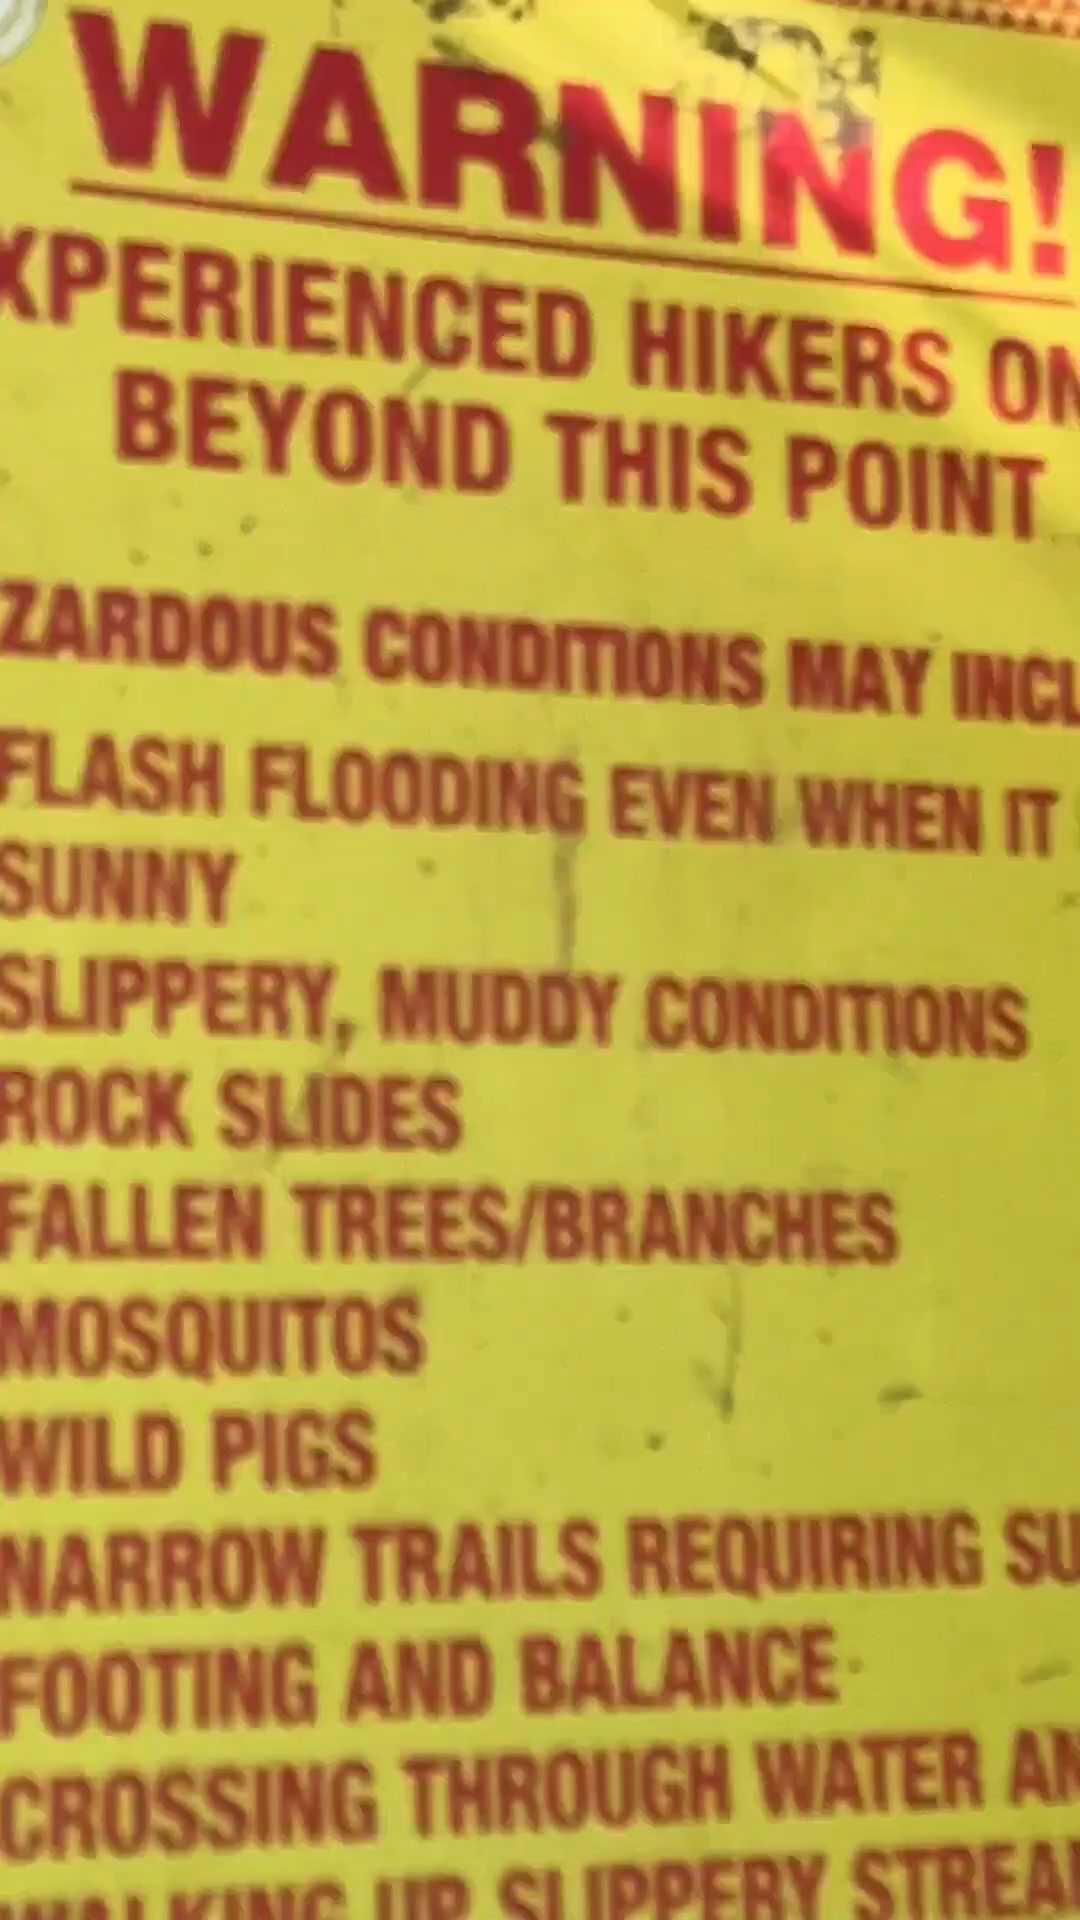 WARNING!
XPERIENCED HIKERS ON
BEYOND THIS POINT
ZARDOUS CONDITIONS MAY INCL
FLASH FLOODING EVEN WHEN IT
SUNNY
SLIPPERY, MUDDY CONDITIONS
ROCK SLIDES
FALLEN TREES/BRANCHES
MOSQUITOS
WILD PIGS
NARROW TRAILS REQUIRING SU
FOOTING AND BALANCE
CROSSING THROUGH WATER AN
WALKING UP SLIPPERY STREA